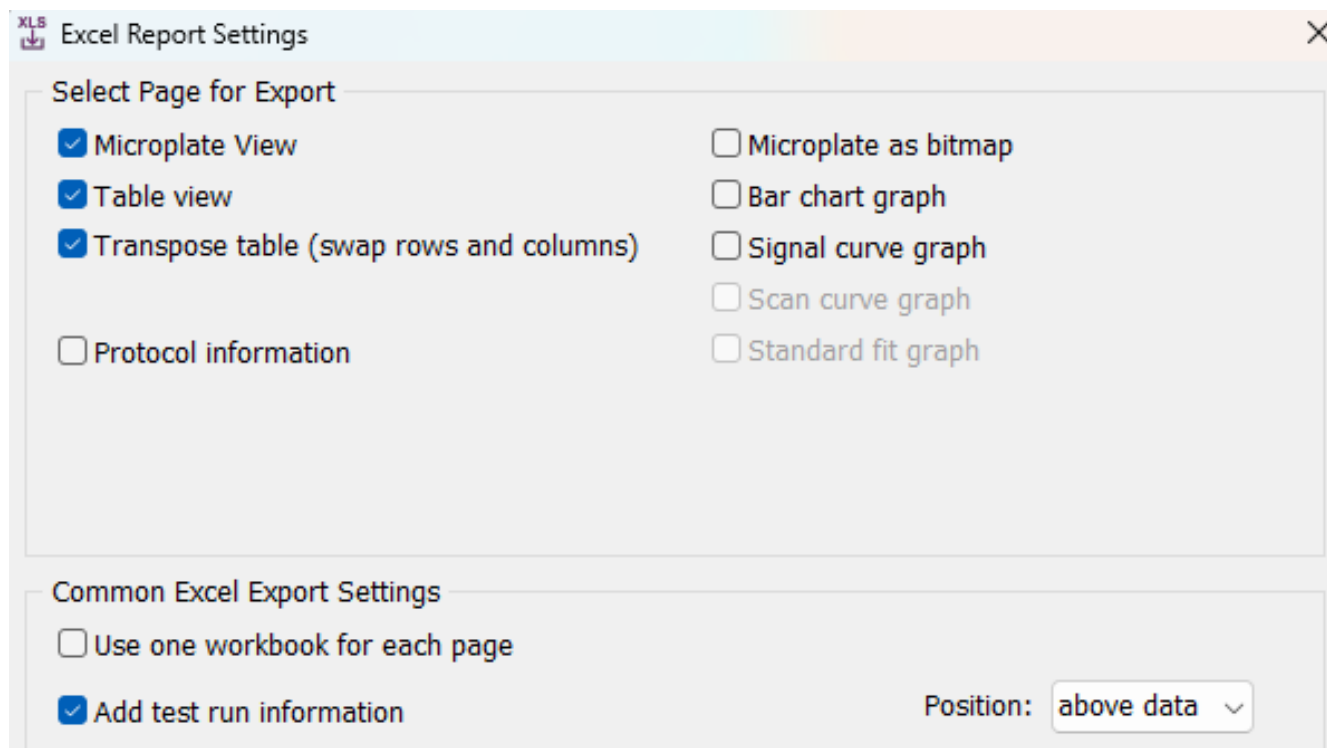 XLS
Excel Report Settings
Select Page for Export
Microplate View
Microplate as bitmap
Table view
Bar chart graph
Transpose table (swap rows and columns)
Signal curve graph
Scan curve graph
Protocol information
Standard fit graph
Common Excel Export Settings
Use one workbook for each page
Add test run information
Position: above data